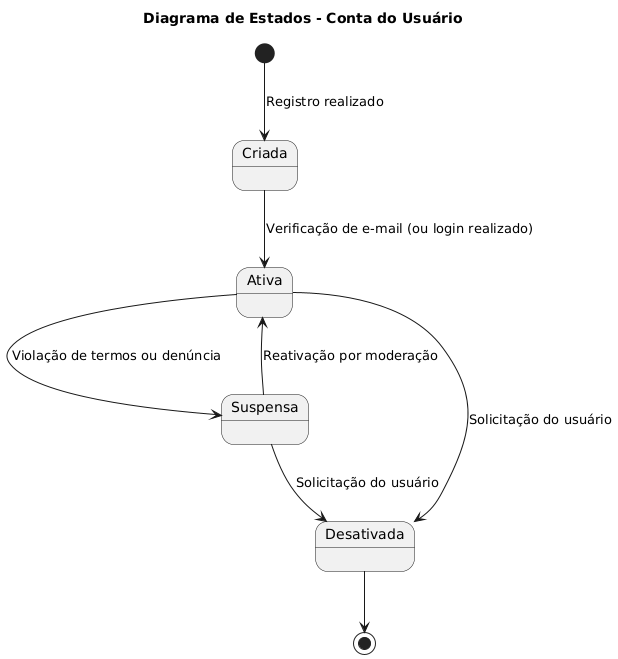 Diagrama de Estados - Conta do Usuário
Registro realizado
Criada
Verificação de e-mail (ou login realizado)
Ativa
Violação de termos ou denúncia
Reativação por moderação
Suspensa
Solicitação do usuário
Solicitação do usuário
Desativada